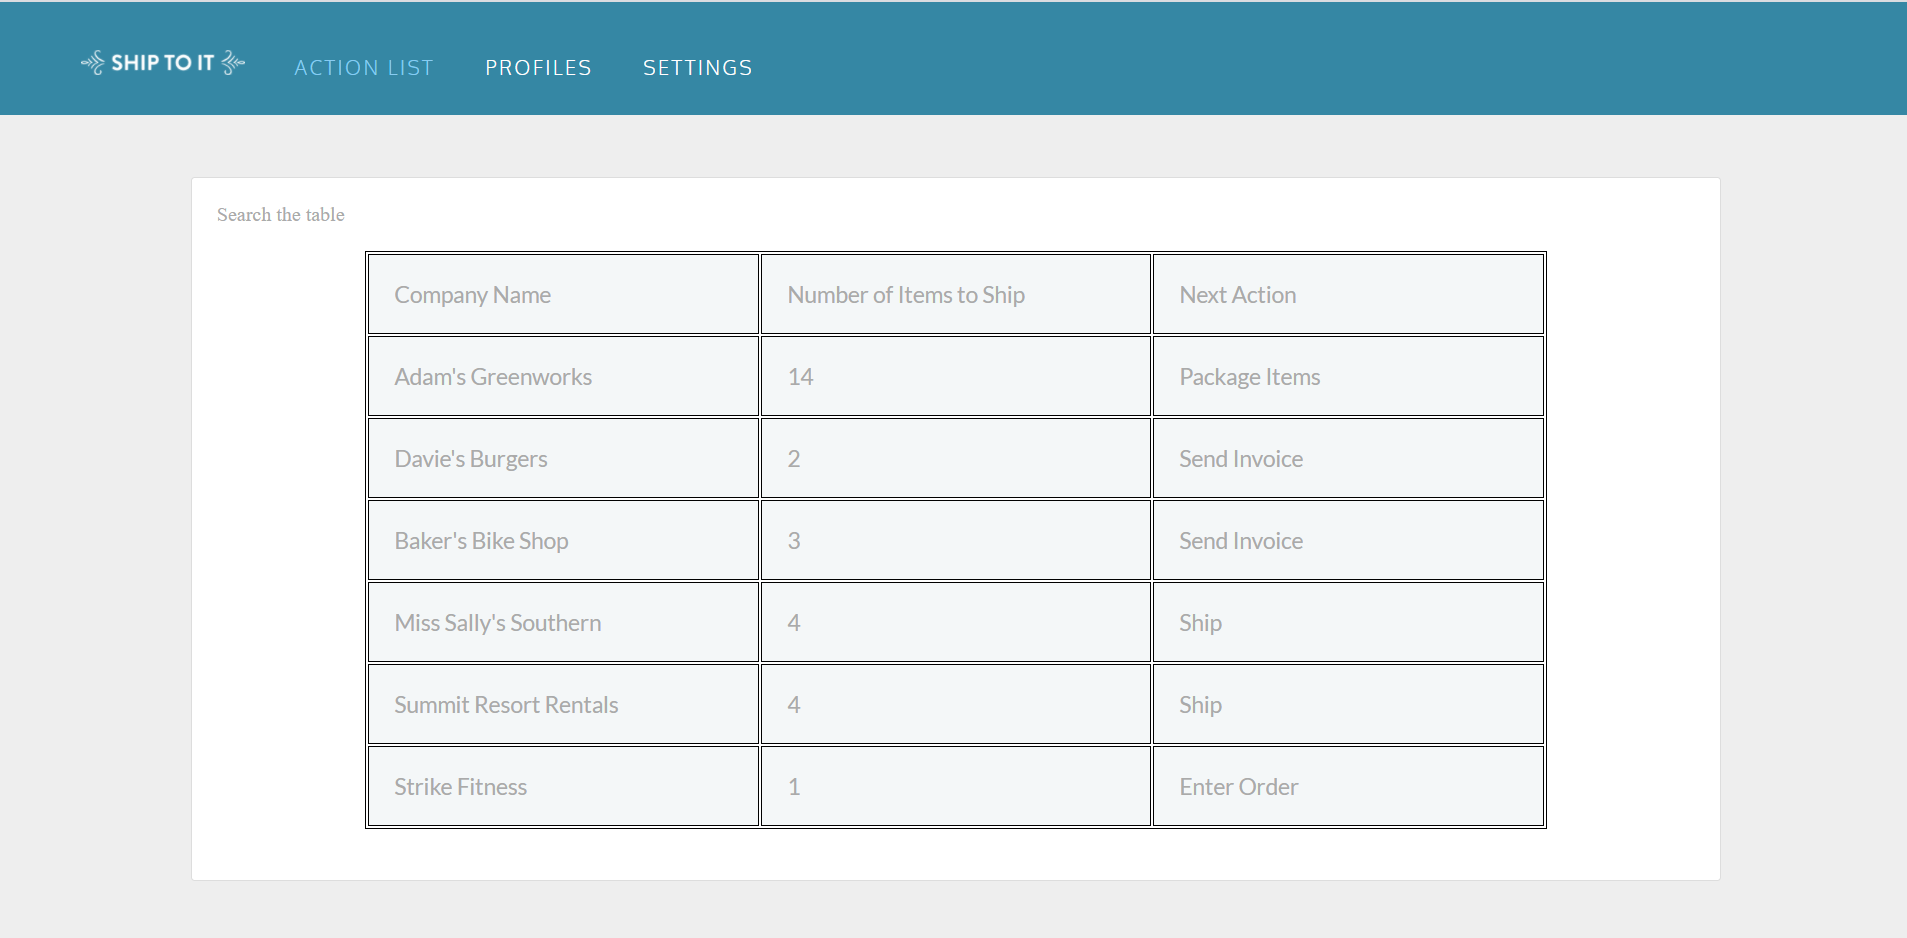 SHIP TO IT ACTION LIST PROFILES SETTINGS
Search the table
Company Name Number of Items to Ship Next Action
Adam's Greenworks 14 Package Items
Davie's Burgers 2 Send Invoice
Baker's Bike Shop 3 Send Invoice
Miss Sally's Southern 4 Ship
Summit Resort Rentals 4 Ship
Strike Fitness 1 Enter Order